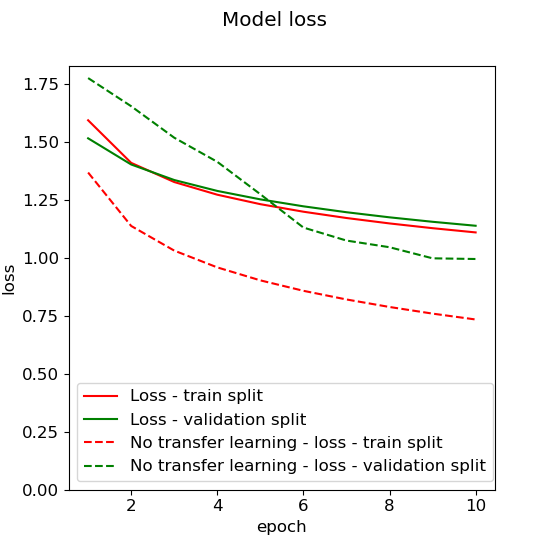 Model loss
loss
1.75
1.50
1.25
1.00
0.75
0.50
0.25
0.00
Loss - train split
Loss - validation split
No transfer learning - loss - train split
No transfer learning - loss - validation split
2 4 6 8 10
epoch